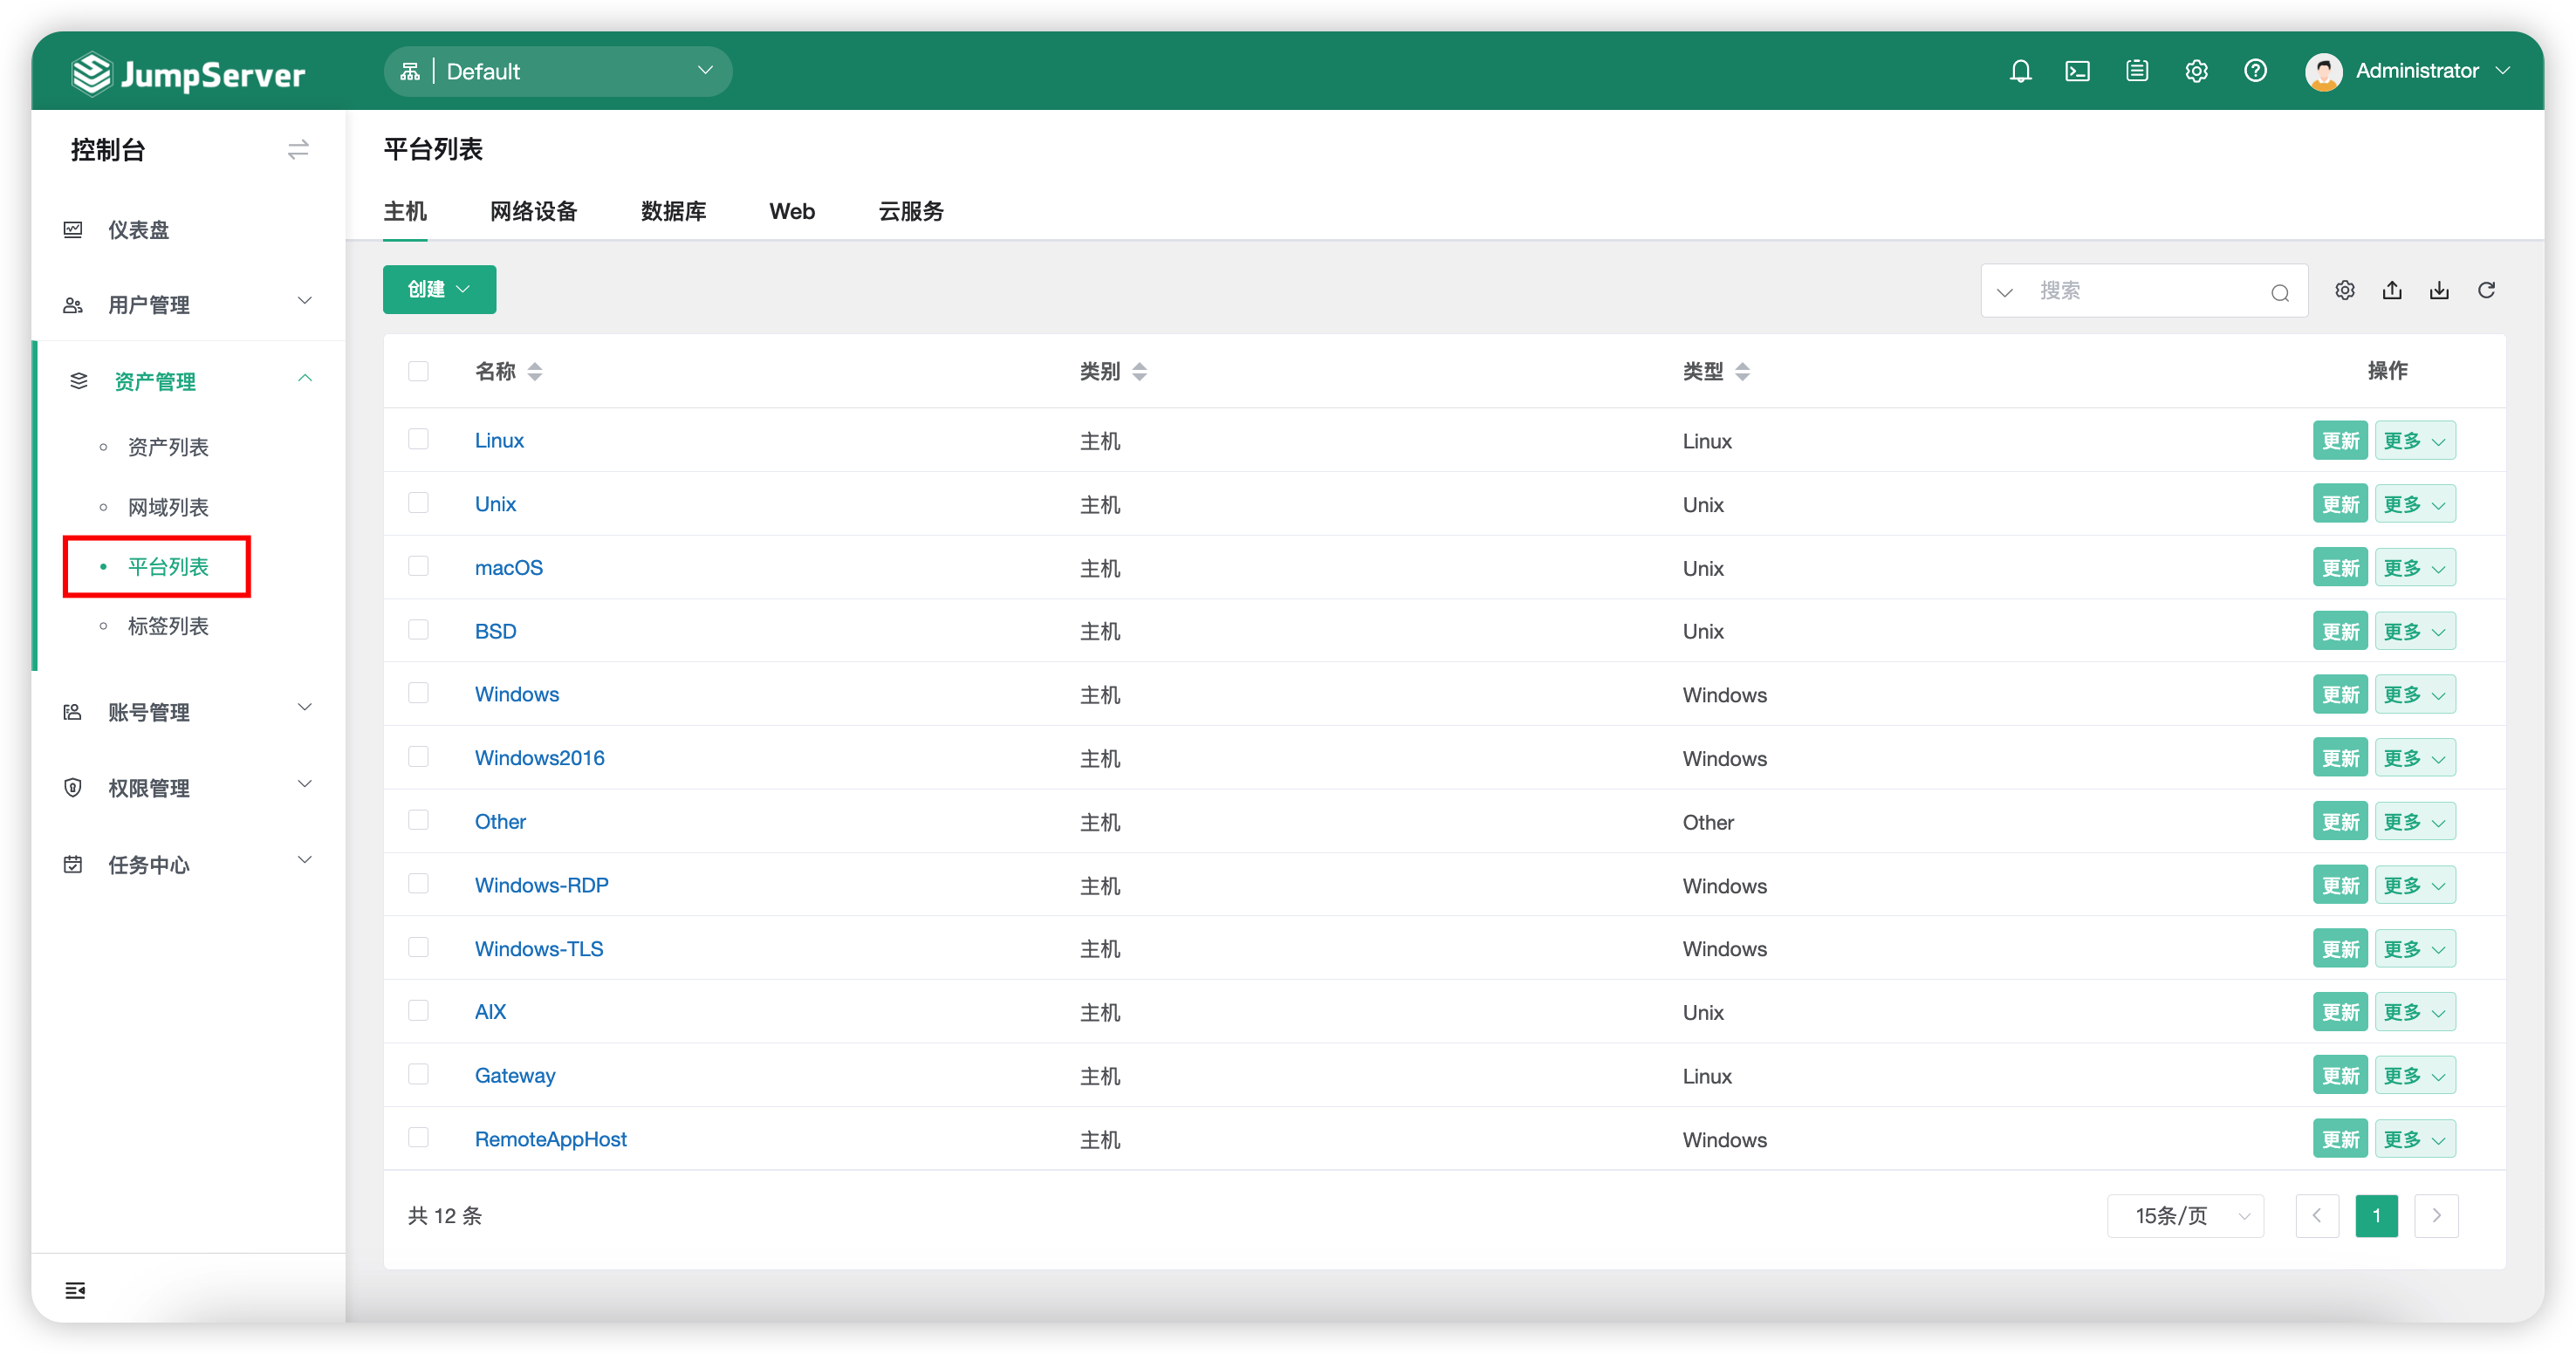 JumpServer
Default
Administrator
控制台
仪表盘
用户管理
资产管理
资产列表
网域列表
平台列表
标签列表
账号管理
权限管理
任务中心
平台列表
主机 网络设备 数据库 Web 云服务
创建
搜索
名称 类别 类型 操作
Linux 主机 Linux 更新 更多
Unix 主机 Unix 更新 更多
macOS 主机 Unix 更新 更多
BSD 主机 Unix 更新 更多
Windows 主机 Windows 更新 更多
Windows2016 主机 Windows 更新 更多
Other 主机 Other 更新 更多
Windows-RDP 主机 Windows 更新 更多
Windows-TLS 主机 Windows 更新 更多
AIX 主机 Unix 更新 更多
Gateway 主机 Linux 更新 更多
RemoteAppHost 主机 Windows 更新 更多
共 12 条
15条/页
1